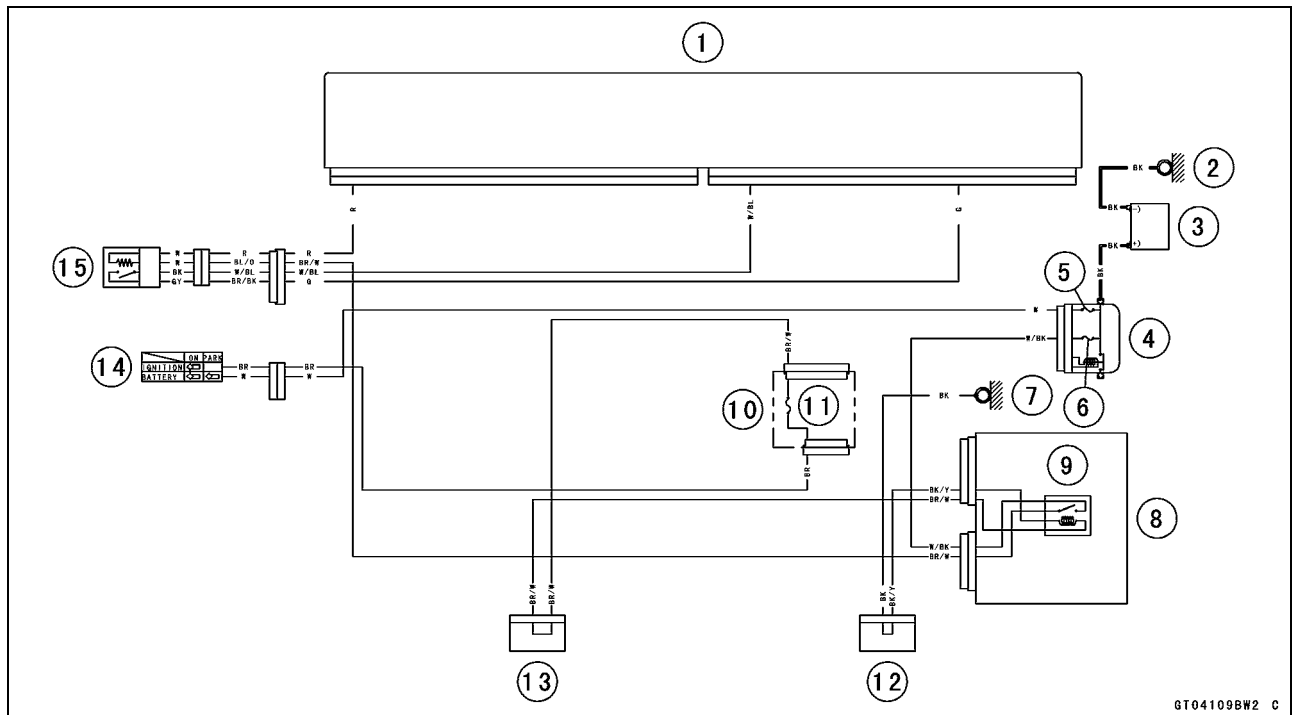 1
BK
2
BK
(-)
3
(+)
BK
BK
R
W/BL
G
15
W R R
W BL/O BR/W
BK W/BL W/BL
GY BR/BK G
5
W
4
BR/W
W/BK
14
ON PARK
IGNITION
BATTERY
BR BR
W W
10
11
BK
7
6
BR
9
BK/Y
BR/W
8
W/BK
BR/W
BR/W
BR/W
BK
BK/Y
13
12
GT04109BW2 C